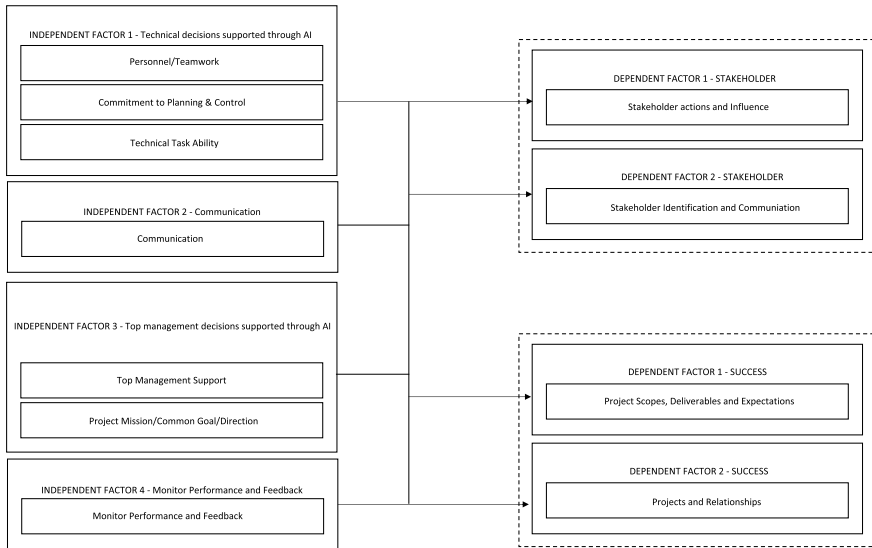 INDEPENDENT FACTOR 1 - Technical decisions supported through AI
Personnel/Teamwork
Commitment to Planning & Control
Technical Task Ability
INDEPENDENT FACTOR 2 - Communication
Communication
INDEPENDENT FACTOR 3 - Top management decisions supported through AI
Top Management Support
Project Mission/Common Goal/Direction
INDEPENDENT FACTOR 4 - Monitor Performance and Feedback
Monitor Performance and Feedback
DEPENDENT FACTOR 1 - STAKEHOLDER
Stakeholder actions and Influence
DEPENDENT FACTOR 2 - STAKEHOLDER
Stakeholder Identification and Communiation
DEPENDENT FACTOR 1 - SUCCESS
Project Scopes, Deliverables and Expectations
DEPENDENT FACTOR 2 - SUCCESS
Projects and Relationships